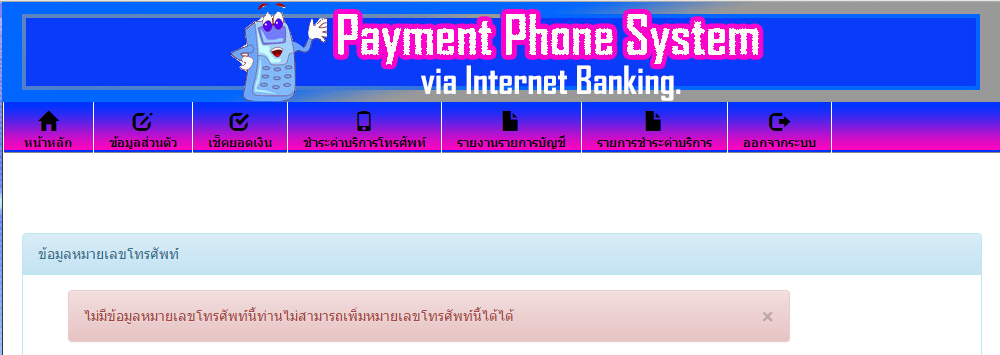 Payment Phone System
via Internet Banking.
หน้าหลัก ข้อมูลส่วนตัว เช็คยอดเงิน ชำระค่าบริการโทรศัพท์ รายงานรายการบัญชี รายการชำระค่าบริการ ออกจากระบบ
ข้อมูลหมายเลขโทรศัพท์
ไม่มีข้อมูลหมายเลขโทรศัพท์นี้ท่านไม่สามารถเพิ่มหมายเลขโทรศัพท์นี้ได้ได้ ×